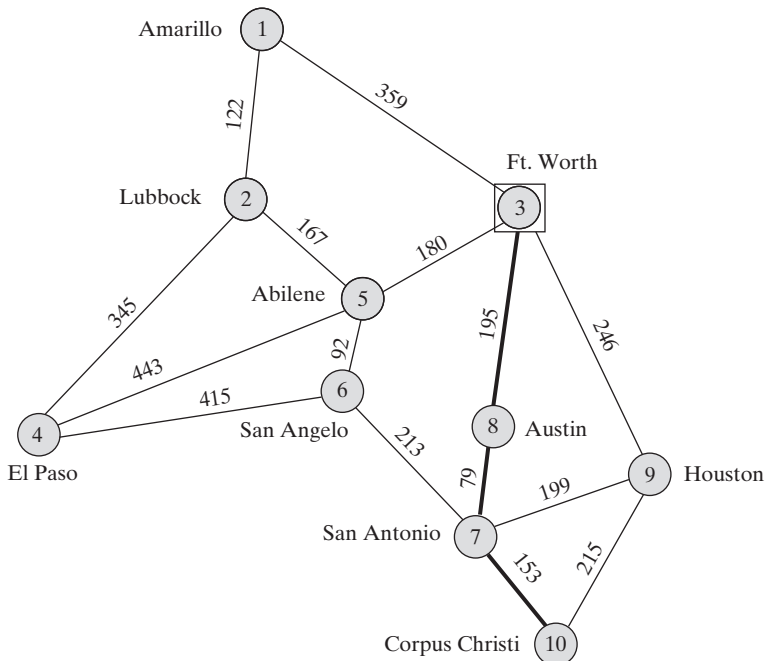 Amarillo
1
359
122
Ft. Worth
Lubbock
2
3
167
180
Abilene
5
345
195
246
92
443
415
6
4
San Angelo
8
Austin
213
El Paso
79
199
9
Houston
San Antonio
7
153
215
Corpus Christi
10